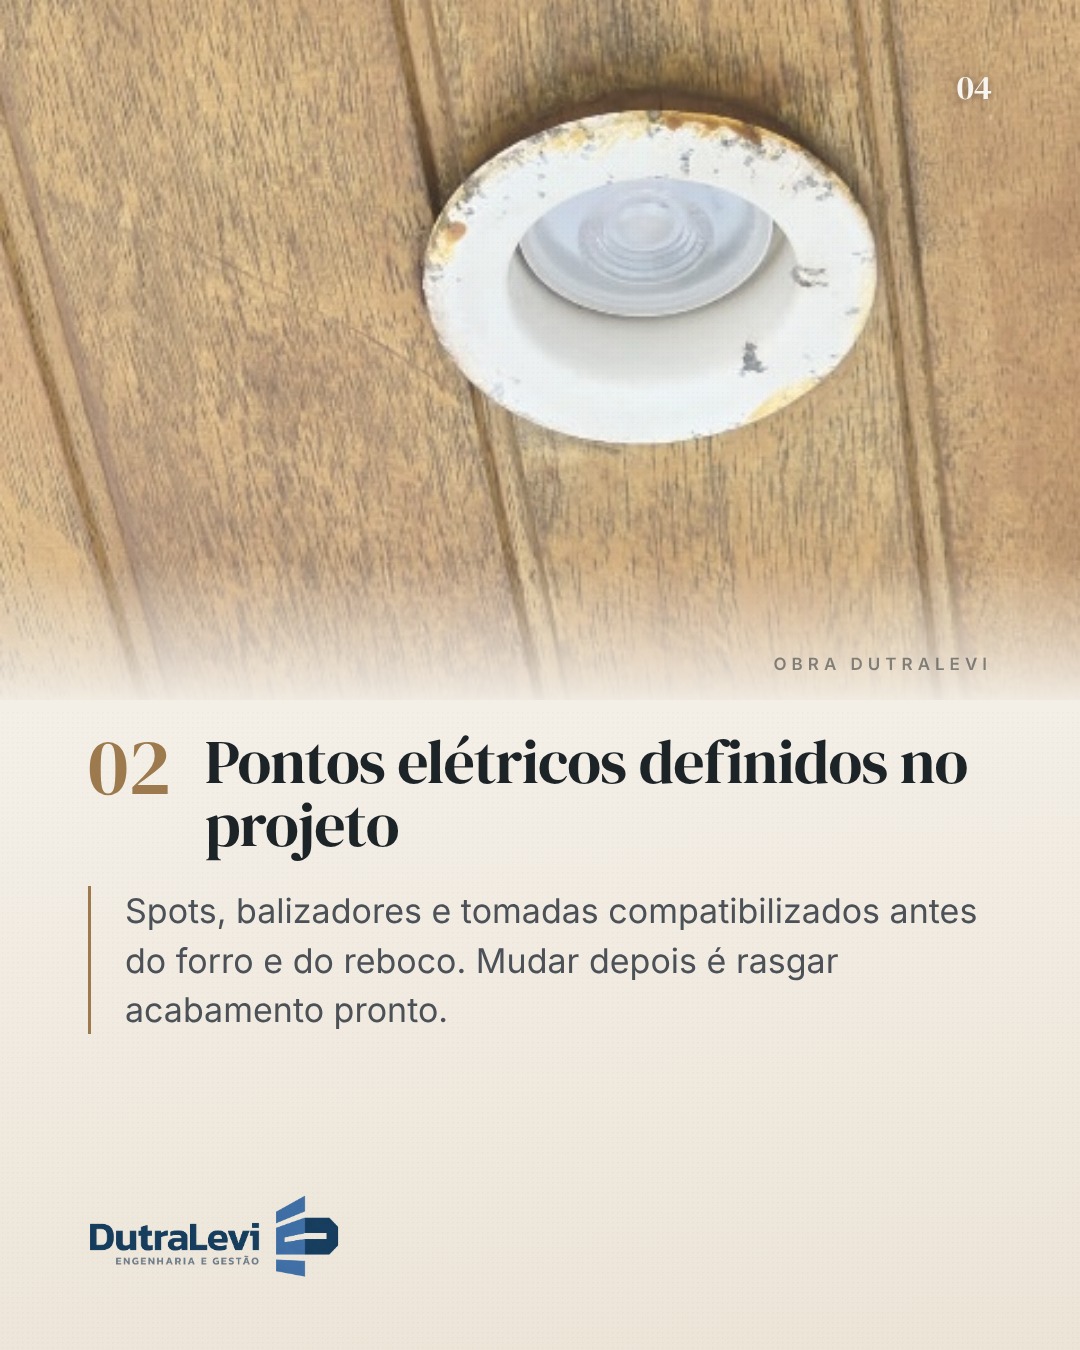 04
OBRA DUTRALEVI
02 Pontos elétricos definidos no
projeto
Spots, balizadores e tomadas compatibilizados antes
do forro e do reboco. Mudar depois é rasgar
acabamento pronto.
DutraLevi
ENGENHARIA E GESTÃO